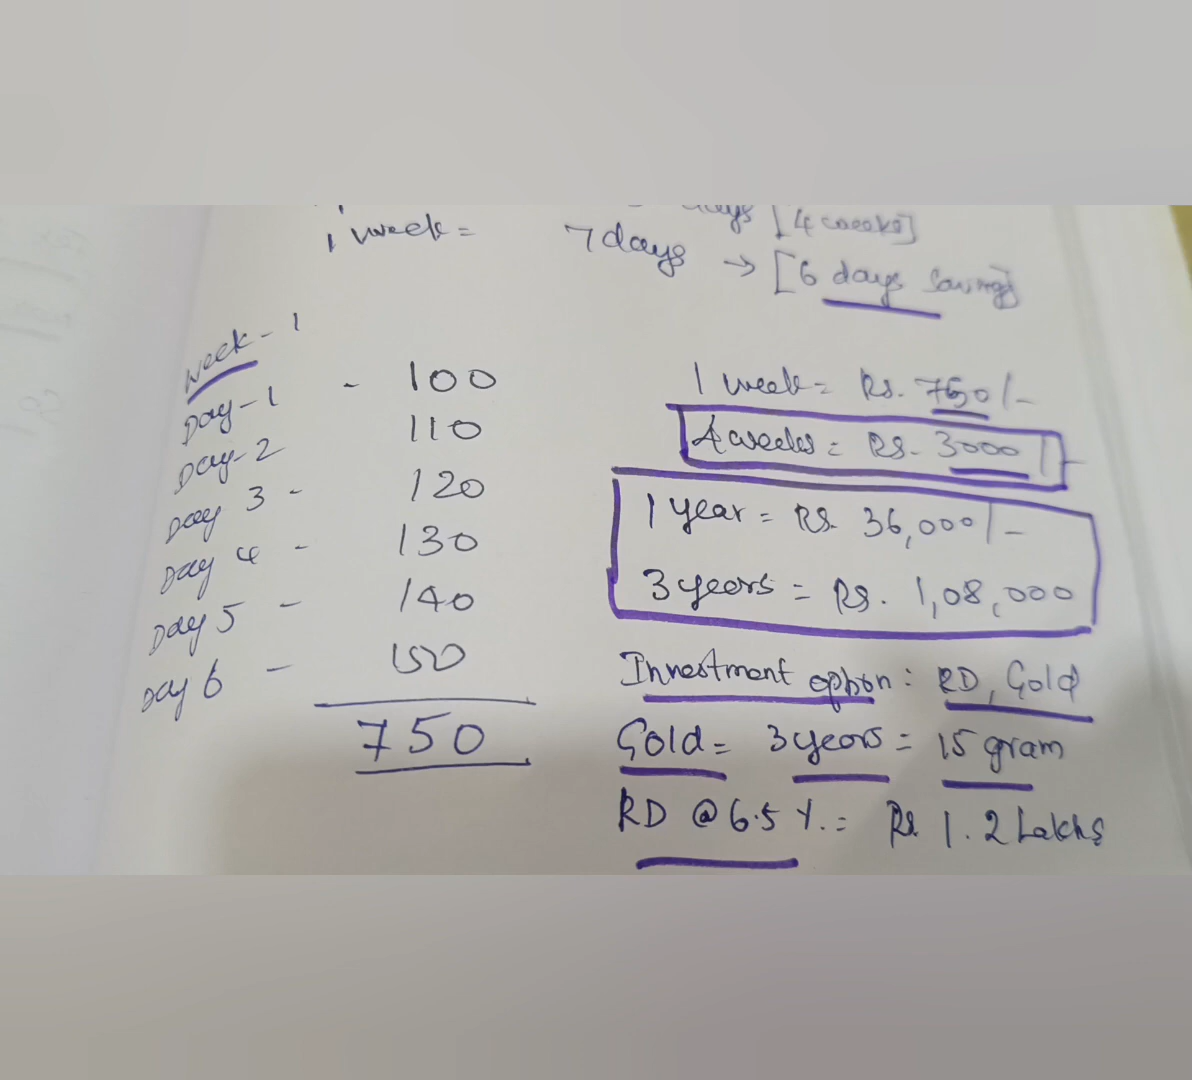 days [4 weeks]
1 week = 7 days → [6 days saving]
Week - 1
Day-1 - 100
Day-2 110
Day 3 - 120
Day 4 - 130
Day 5 - 140
Day 6 - 150
750
1 week = Rs. 750/-
4 weeks = Rs. 3000/-
1 year = Rs. 36,000/-
3 years = Rs. 1,08,000
Investment option : RD, Gold
Gold = 3 years = 15 gram
RD @ 6.5 %. = Rs. 1.2 Lakhs